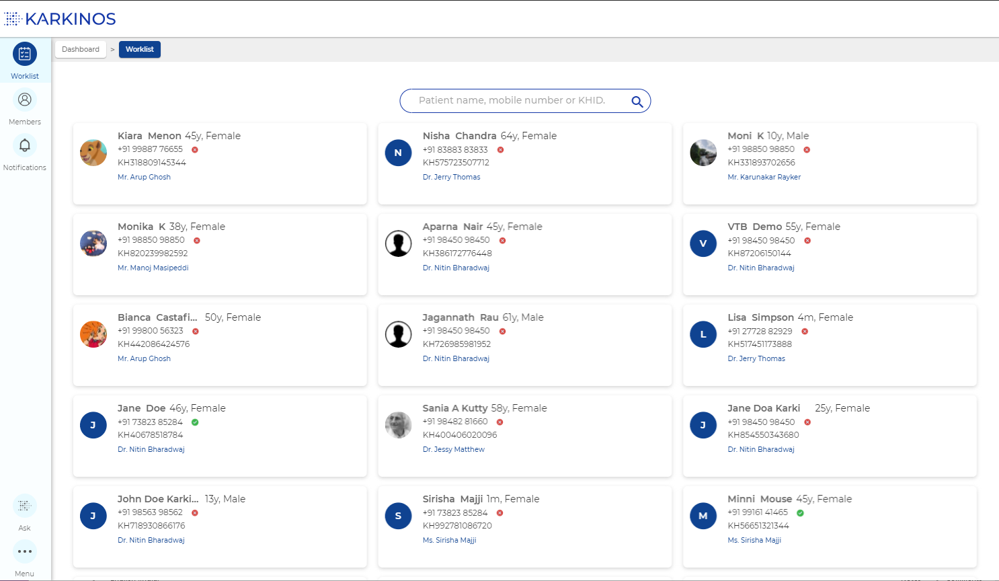 KARKINOS
Dashboard > Worklist
Worklist
Members
Notifications
Patient name, mobile number or KHID.
Kiara Menon 45y, Female
+91 99887 76655
KH318809145344
Mr. Arup Ghosh
Nisha Chandra 64y, Female
+91 83883 83833
KH575723507712
Dr. Jerry Thomas
Moni K 10y, Male
+91 98850 98850
KH331893702656
Mr. Karunakar Rayker
Monika K 38y, Female
+91 98850 98850
KH820239982592
Mr. Manoj Masipeddi
Aparna Nair 45y, Female
+91 98450 98450
KH386172776448
Dr. Nitin Bharadwaj
V
VTB Demo 55y, Female
+91 98450 98450
KH87206150144
Dr. Nitin Bharadwaj
Bianca Castafi... 50y, Female
+91 99800 56323
KH442086424576
Mr. Arup Ghosh
Jagannath Rau 61y, Male
+91 98450 98450
KH726985981952
Dr. Nitin Bharadwaj
L
Lisa Simpson 4m, Female
+91 27728 82929
KH517451173888
Dr. Jerry Thomas
J
Jane Doe 46y, Female
+91 73823 85284
KH40678518784
Dr. Nitin Bharadwaj
Sania A Kutty 58y, Female
+91 98482 81660
KH400406020096
Dr. Jessy Matthew
J
Jane Doa Karki 25y, Female
+91 98450 98450
KH854550343680
Dr. Nitin Bharadwaj
J
John Doe Karki... 13y, Male
+91 98563 98562
KH718930866176
Dr. Nitin Bharadwaj
S
Sirisha Majji 1m, Female
+91 73823 85284
KH992781086720
Ms. Sirisha Majji
M
Minni Mouse 45y, Female
+91 99161 41465
KH56651321344
Ms. Sirisha Majji
N
Ask
Menu